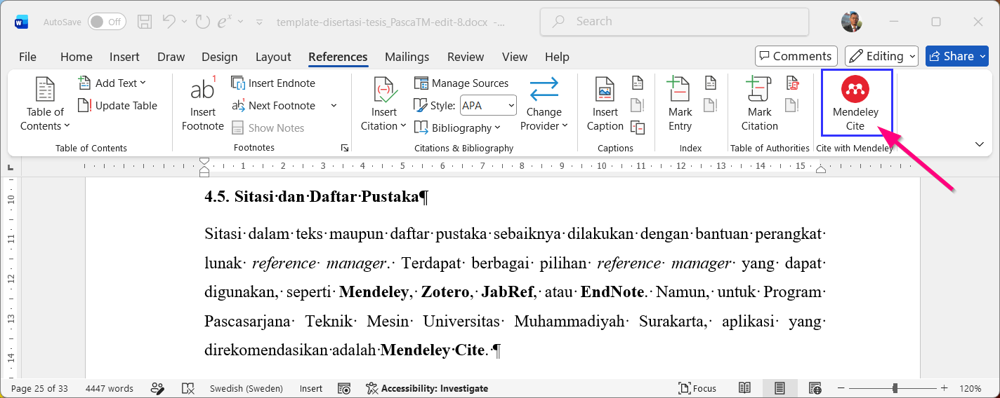 AutoSave Off template-disertasi-tesis_PascaTM-edit-8.docx -... Search
File Home Insert Draw Design Layout References Mailings Review View Help Comments Editing Share
Table of Contents
Add Text
Update Table
Table of Contents
ab1
Insert Footnote
Insert Endnote
Next Footnote
Show Notes
Footnotes
Insert Citation
Manage Sources
Style: APA
Bibliography
Citations & Bibliography
Change Provider
Insert Caption
Captions
Mark Entry
Index
Mark Citation
Table of Authorities
Mendeley Cite
Cite with Mendeley
1 2 3 4 5 6 7 8 9 10 11 12 13 14 15
10
11
12
13
14
4.5. Sitasi·dan·Daftar·Pustaka¶
Sitasi· dalam· teks· maupun· daftar· pustaka· sebaiknya· dilakukan· dengan· bantuan· perangkat·
lunak· reference· manager.· Terdapat· berbagai· pilihan· reference· manager· yang· dapat·
digunakan,· seperti· Mendeley,· Zotero,· JabRef,· atau· EndNote.· Namun,· untuk· Program·
Pascasarjana· Teknik· Mesin· Universitas· Muhammadiyah· Surakarta,· aplikasi· yang·
direkomendasikan·adalah·Mendeley·Cite.·¶
Page 25 of 33 4447 words Swedish (Sweden) Insert Accessibility: Investigate Focus 120%